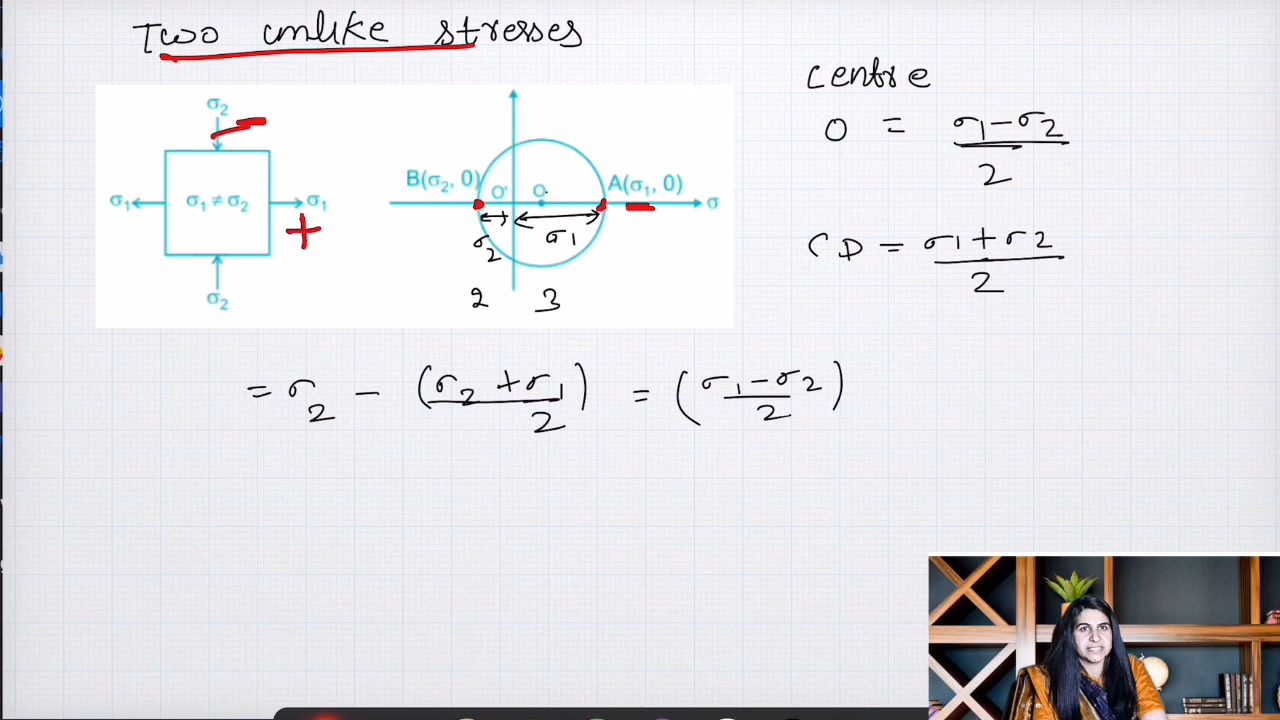 Two unlike stresses
centre
O = σ1-σ2
2
CD = σ1+σ2
2
σ2
σ1 σ1≠σ2 σ1
+
σ2
B(σ2, 0) O' O A(σ1, 0) σ
σ2 σ1
2 3
= σ2 - (σ2+σ1) = (σ1-σ2)
2 2